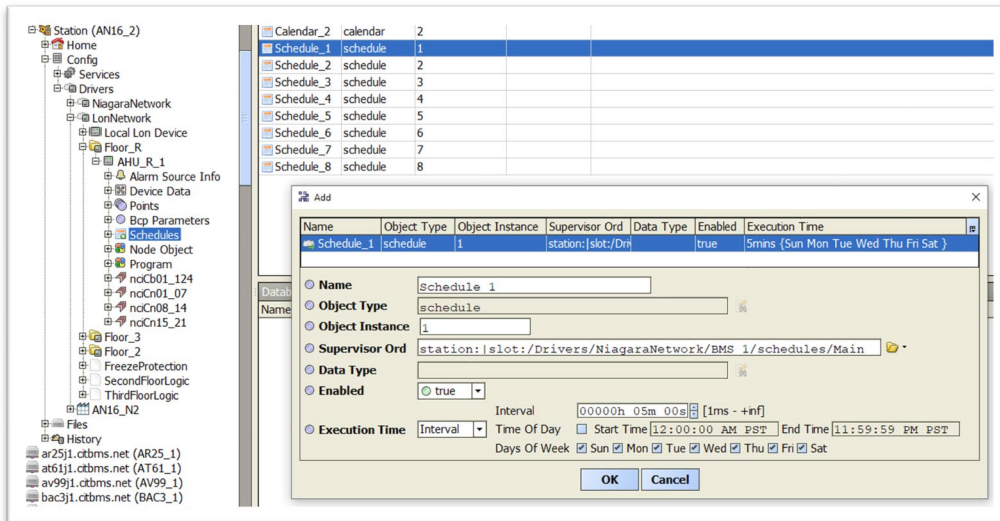 Station (AN16_2)
Home
Config
Services
Drivers
NiagaraNetwork
LonNetwork
Local Lon Device
Floor_R
AHU_R_1
Alarm Source Info
Device Data
Points
Bcp Parameters
Schedules
Node Object
Program
nciCb01_124
nciCn01_07
nciCn08_14
nciCn15_21
Floor_3
Floor_2
FreezeProtection
SecondFloorLogic
ThirdFloorLogic
AN16_N2
Files
History
ar25j1.citbms.net (AR25_1)
at61j1.citbms.net (AT61_1)
av99j1.citbms.net (AV99_1)
bac3j1.citbms.net (BAC3_1)
Calendar_2 calendar 2
Schedule_1 schedule 1
Schedule_2 schedule 2
Schedule_3 schedule 3
Schedule_4 schedule 4
Schedule_5 schedule 5
Schedule_6 schedule 6
Schedule_7 schedule 7
Schedule_8 schedule 8
Datab
Name
Add
Name Object Type Object Instance Supervisor Ord Data Type Enabled Execution Time
Schedule_1 schedule 1 station:|slot:/Driv true 5mins {Sun Mon Tue Wed Thu Fri Sat }
Name Schedule_1
Object Type schedule
Object Instance 1
Supervisor Ord station:|slot:/Drivers/NiagaraNetwork/BMS_1/schedules/Main
Data Type
Enabled true
Interval 00000h 05m 00s [1ms - +inf]
Execution Time Interval Time Of Day Start Time 12:00:00 AM PST End Time 11:59:59 PM PST
Days Of Week Sun Mon Tue Wed Thu Fri Sat
OK Cancel